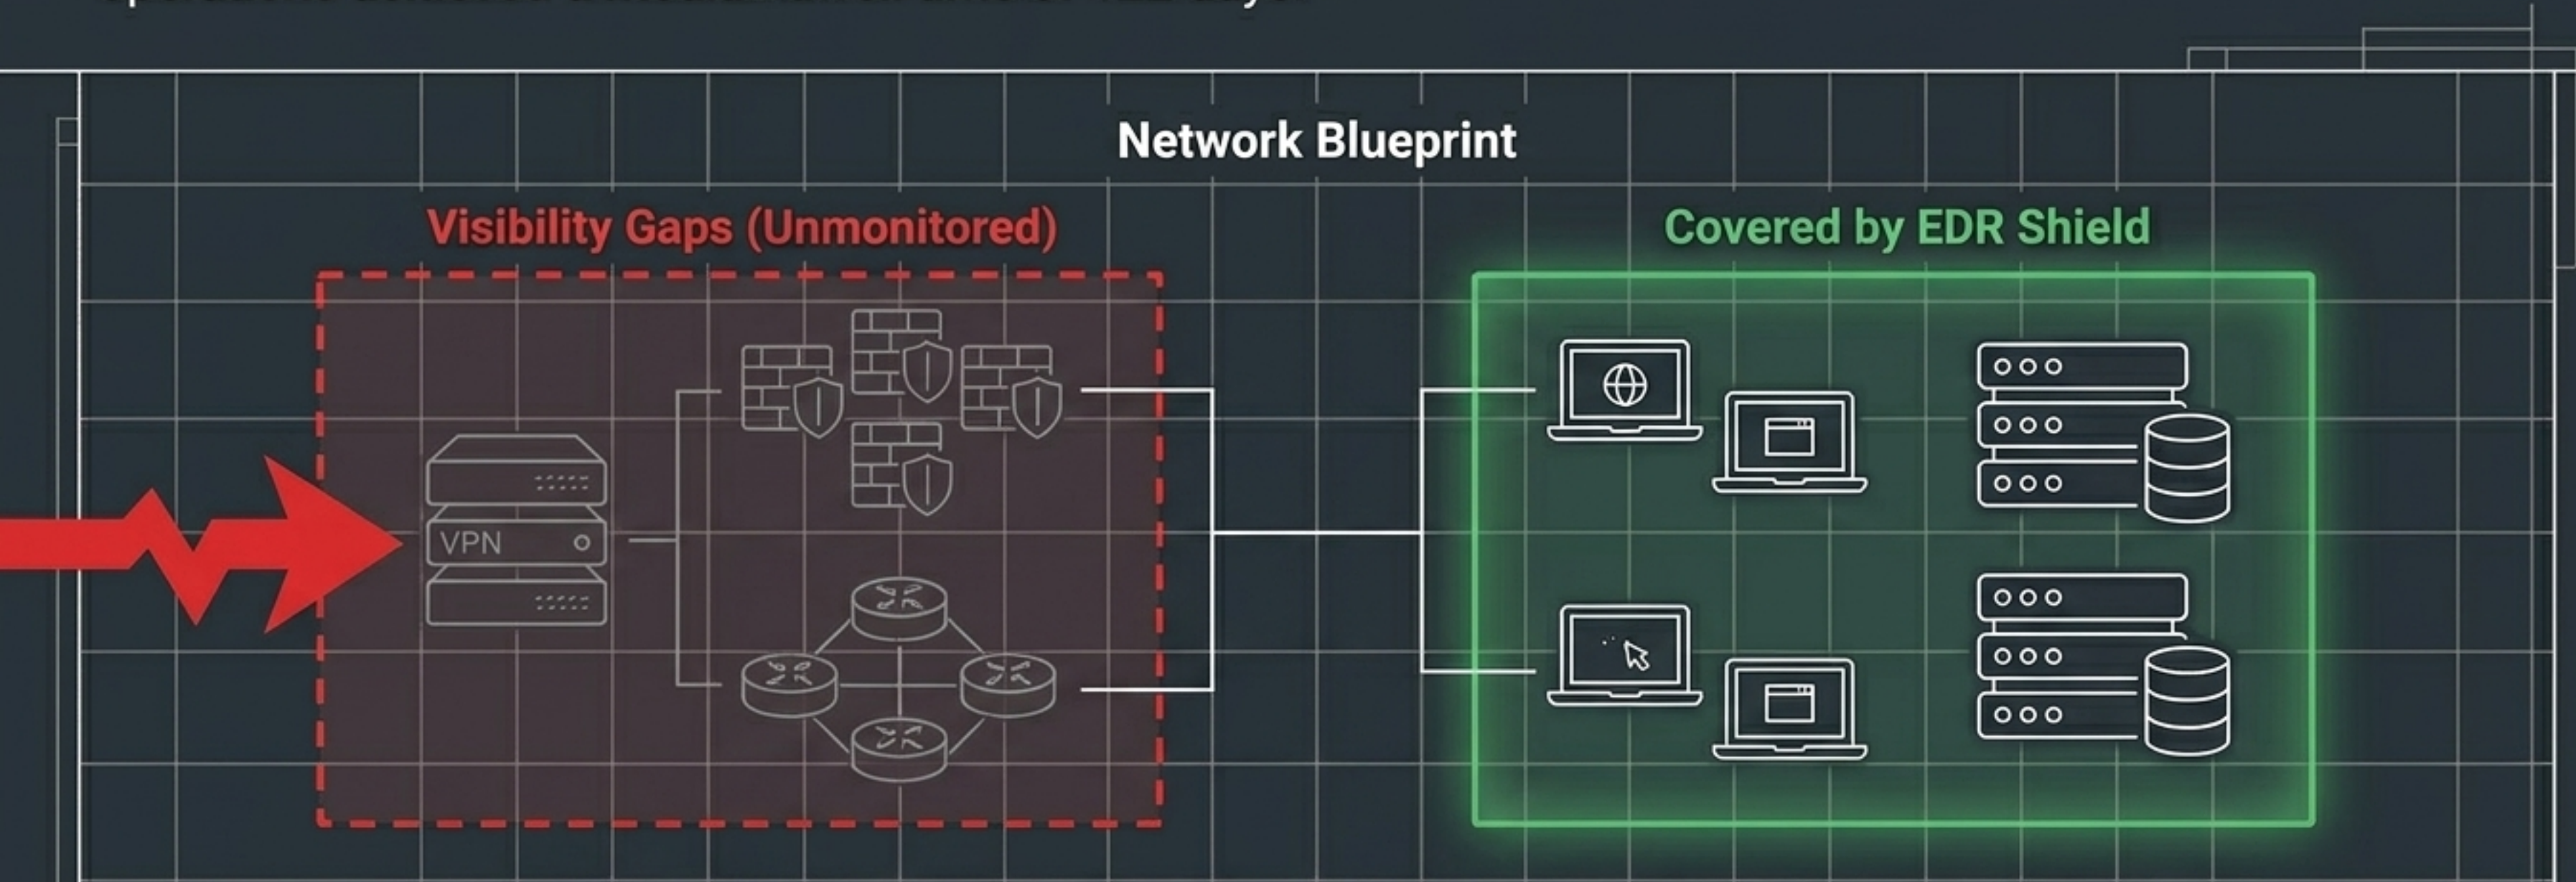 Network Blueprint
Visibility Gaps (Unmonitored)
Covered by EDR Shield
VPN